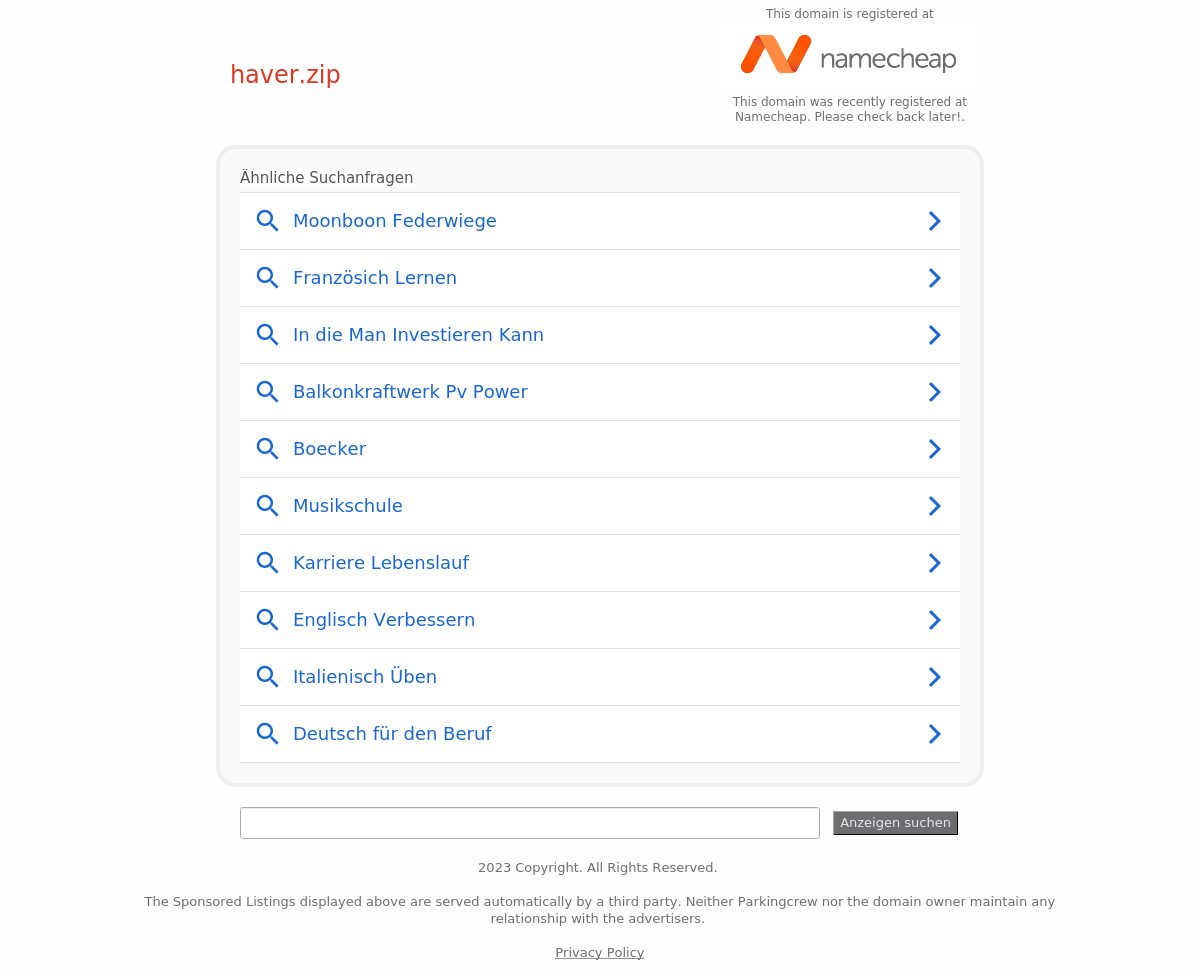 This domain is registered at
namecheap
haver.zip
This domain was recently registered at
Namecheap. Please check back later!.
Ähnliche Suchanfragen
Moonboon Federwiege
Französich Lernen
In die Man Investieren Kann
Balkonkraftwerk Pv Power
Boecker
Musikschule
Karriere Lebenslauf
Englisch Verbessern
Italienisch Üben
Deutsch für den Beruf
Anzeigen suchen
2023 Copyright. All Rights Reserved.
The Sponsored Listings displayed above are served automatically by a third party. Neither Parkingcrew nor the domain owner maintain any
relationship with the advertisers.
Privacy Policy